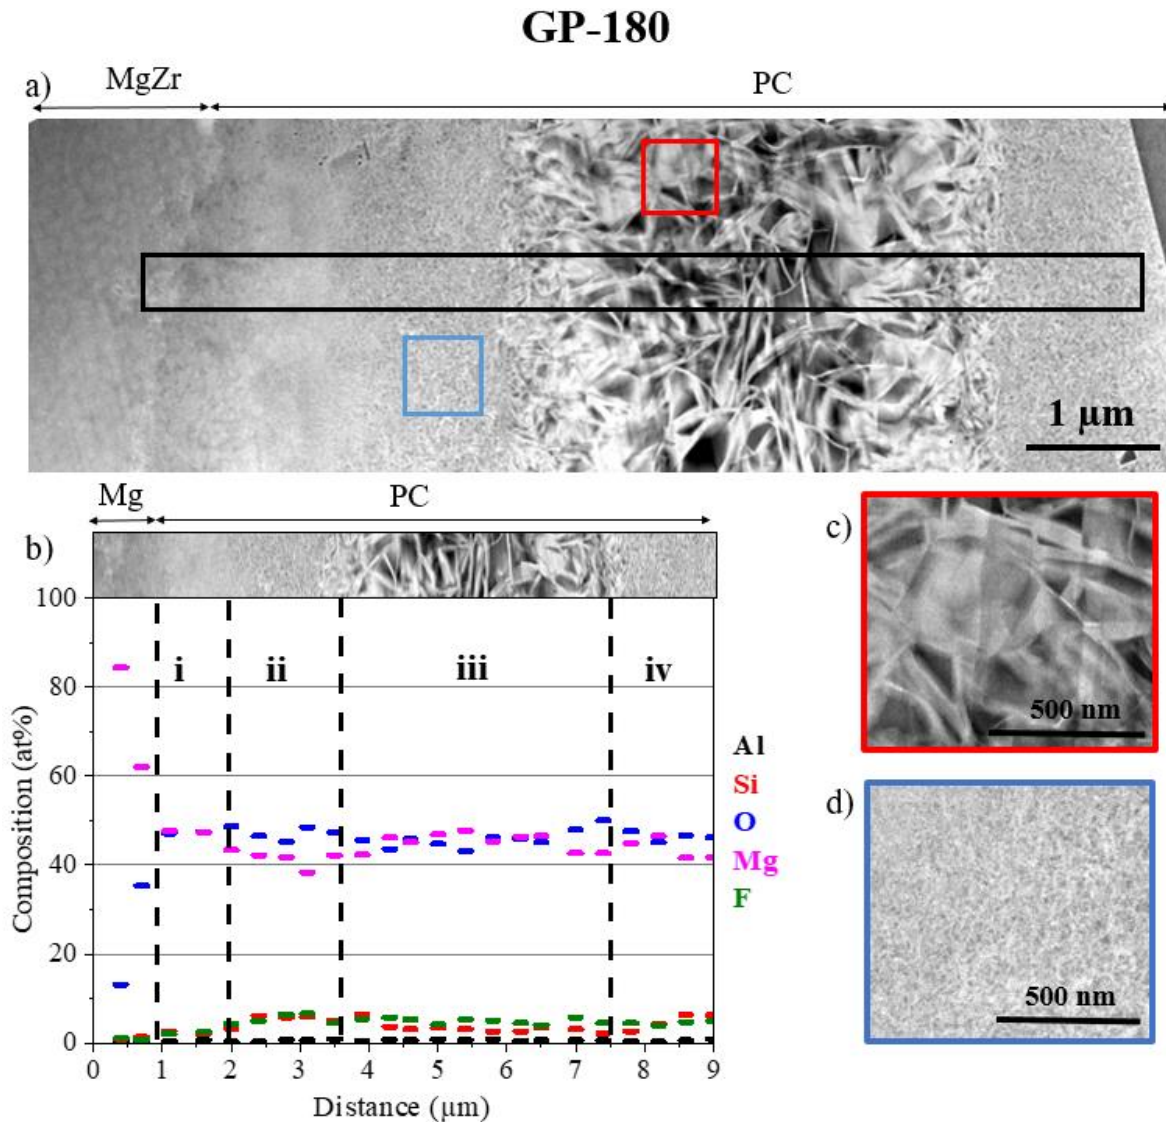 GP-180
a)
MgZr
PC
1 µm
Mg
PC
b)
100
80
60
40
20
0
Composition (at%)
i
ii
iii
iv
0 1 2 3 4 5 6 7 8 9
Distance (µm)
Al
Si
O
Mg
F
c)
500 nm
d)
500 nm